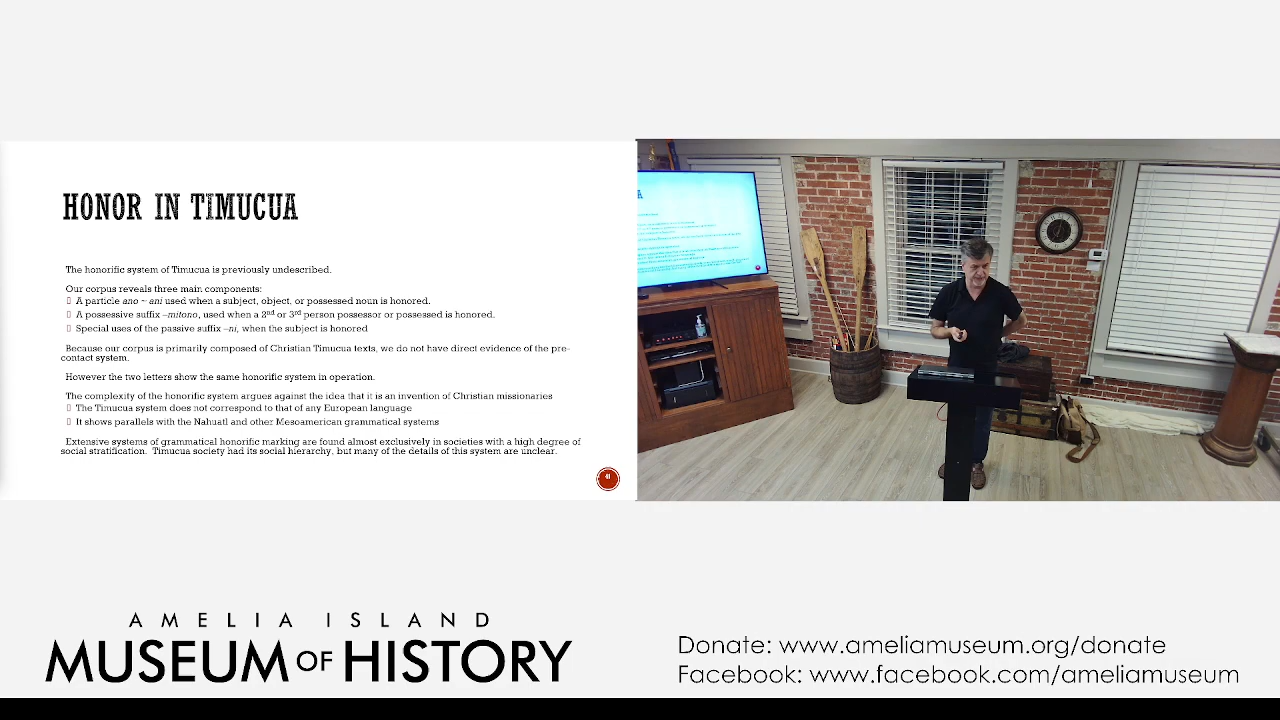 HONOR IN TIMUCUA
The honorific system of Timucua is previously undescribed.
Our corpus reveals three main components:
A particle ano ~ ani used when a subject, object, or possessed noun is honored.
A possessive suffix –mitono, used when a 2nd or 3rd person possessor or possessed is honored.
Special uses of the passive suffix –ni, when the subject is honored
Because our corpus is primarily composed of Christian Timucua texts, we do not have direct evidence of the pre-
contact system.
However the two letters show the same honorific system in operation.
The complexity of the honorific system argues against the idea that it is an invention of Christian missionaries
The Timucua system does not correspond to that of any European language
It shows parallels with the Nahuatl and other Mesoamerican grammatical systems
Extensive systems of grammatical honorific marking are found almost exclusively in societies with a high degree of
social stratification. Timucua society had its social hierarchy, but many of the details of this system are unclear.
41
AMELIA ISLAND
MUSEUM OF HISTORY
Donate: www.ameliamuseum.org/donate
Facebook: www.facebook.com/ameliamuseum